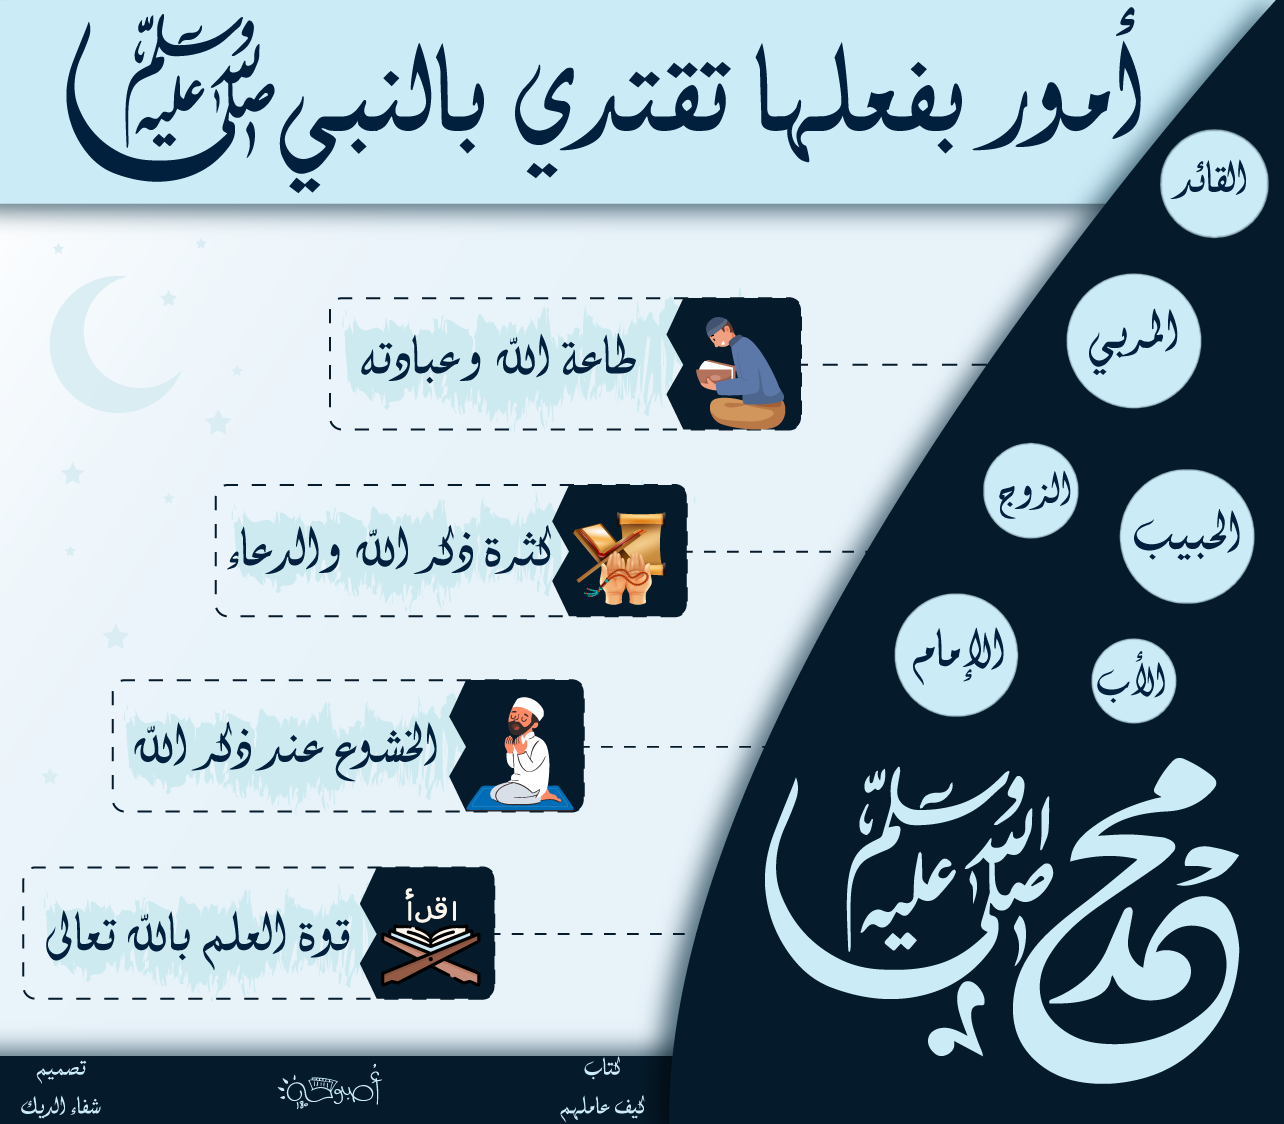 أمور بفعلها تقتدي بالنبي صلى الله عليه وسلم
القائد
المربي
الزوج
الحبيب
الإمام
الأب
محمد صلى الله عليه وسلم
طاعة الله وعبادته
كثرة ذكر الله والدعاء
الخشوع عند ذكر الله
اقرأ
قوة العلم بالله تعالى
كتاب
كيف عاملهم
أصبوحة
١٨٠
تصميم
شفاء الديك